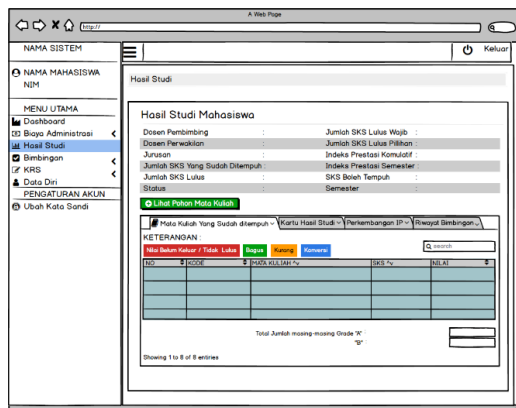 A Web Page
http://
NAMA SISTEM
Keluar
NAMA MAHASISWA
NIM
Hasil Studi
MENU UTAMA
Dashboard
Biaya Administrasi
Hasil Studi
Bimbingan
KRS
Data Diri
PENGATURAN AKUN
Ubah Kata Sandi
Hasil Studi Mahasiswa
Dosen Pembimbing : Jumlah SKS Lulus Wajib :
Dosen Perwakilan : Jumlah SKS Lulus Pilihan :
Jurusan : Indeks Prestasi Komulatif :
Jumlah SKS Yang Sudah Ditempuh : Indeks Prestasi Semester :
Jumlah SKS Lulus : SKS Boleh Tempuh :
Status : Semester :
Lihat Pohon Mata Kuliah
Mata Kuliah Yang Sudah ditempuh Kartu Hasil Studi Perkembangan IP Riwayat Bimbingan
KETERANGAN :
Nilai Belum Keluar / Tidak Lulus Bagus Kurang Konversi
search
NO KODE MATA KULIAH ^v SKS ^v NILAI
Total Jumlah masing-masing Grade "A" :
"B" :
Showing 1 to 8 of 8 entries